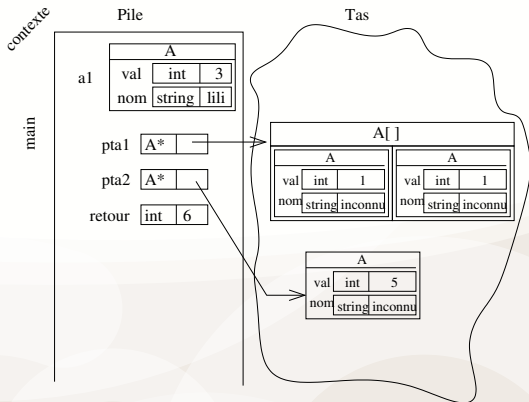 contexte
Pile
Tas
main
A
a1
val int 3
nom string lili
pta1 A*
pta2 A*
retour int 6
A[ ]
A
val int 1
nom string inconnu
A
val int 1
nom string inconnu
A
val int 5
nom string inconnu